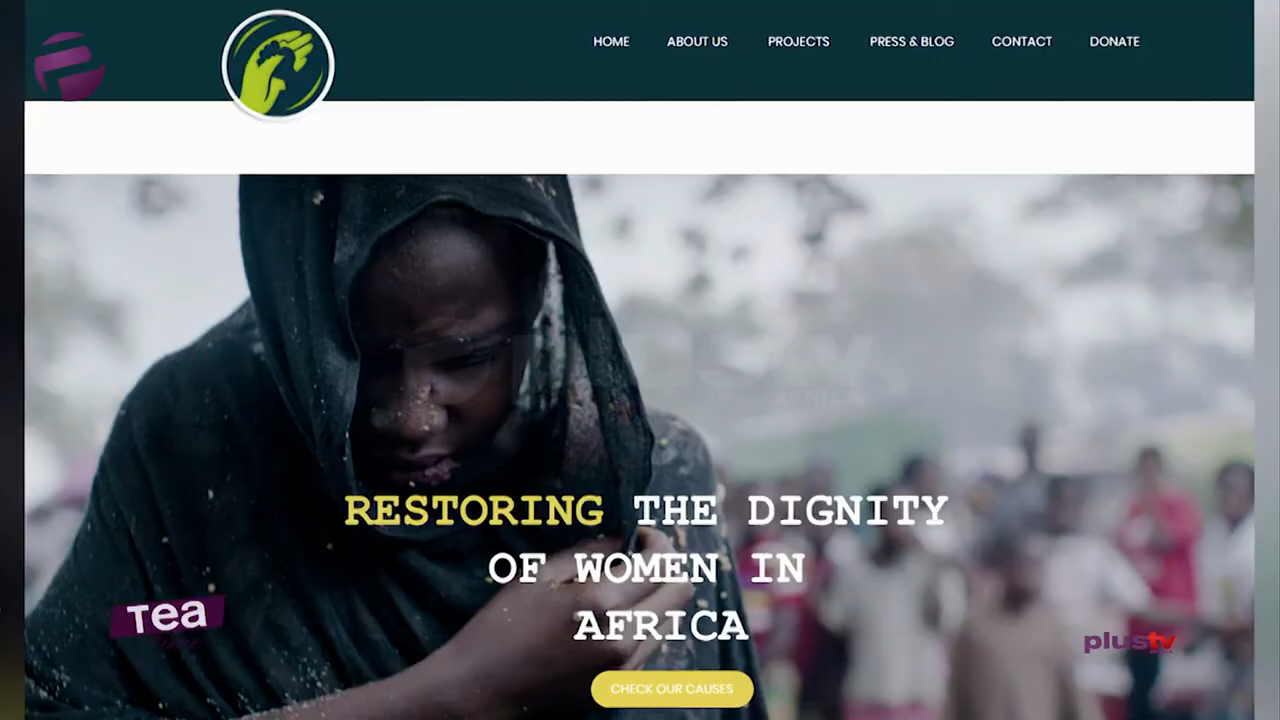 HOME ABOUT US PROJECTS PRESS & BLOG CONTACT DONATE
RESTORING THE DIGNITY
OF WOMEN IN
AFRICA
Tea
plustv
CHECK OUR CAUSES